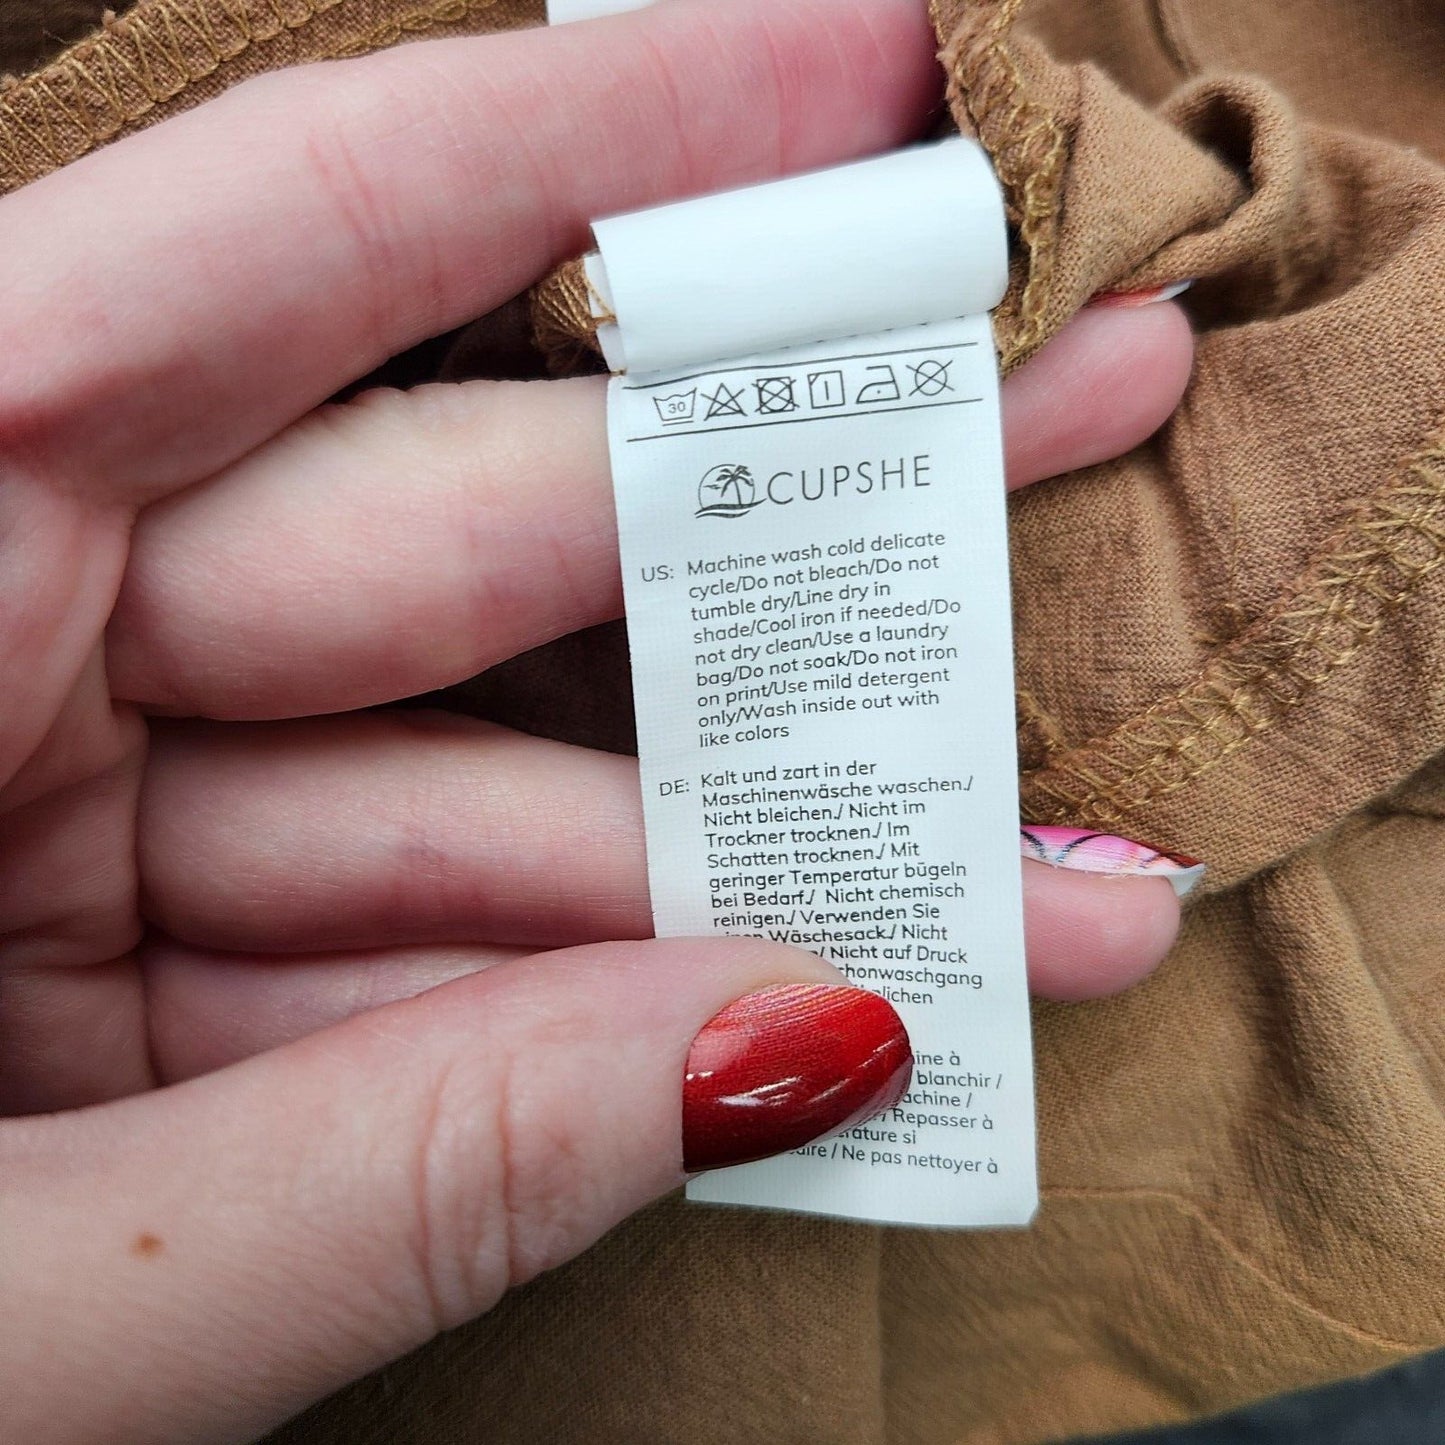 30
CUPSHE
US: Machine wash cold delicate
cycle/Do not bleach/Do not
tumble dry/Line dry in
shade/Cool iron if needed/Do
not dry clean/Use a laundry
bag/Do not soak/Do not iron
on print/Use mild detergent
only/Wash inside out with
like colors
DE: Kalt und zart in der
Maschinenwäsche waschen./
Nicht bleichen./ Nicht im
Trockner trocknen./ Im
Schatten trocknen./ Mit
geringer Temperatur bügeln
bei Bedarf./ Nicht chemisch
reinigen./ Verwenden Sie
Wäschesack./ Nicht
/ Nicht auf Druck
à
blanchir /
/
/ Repasser à
si
/ Ne pas nettoyer à